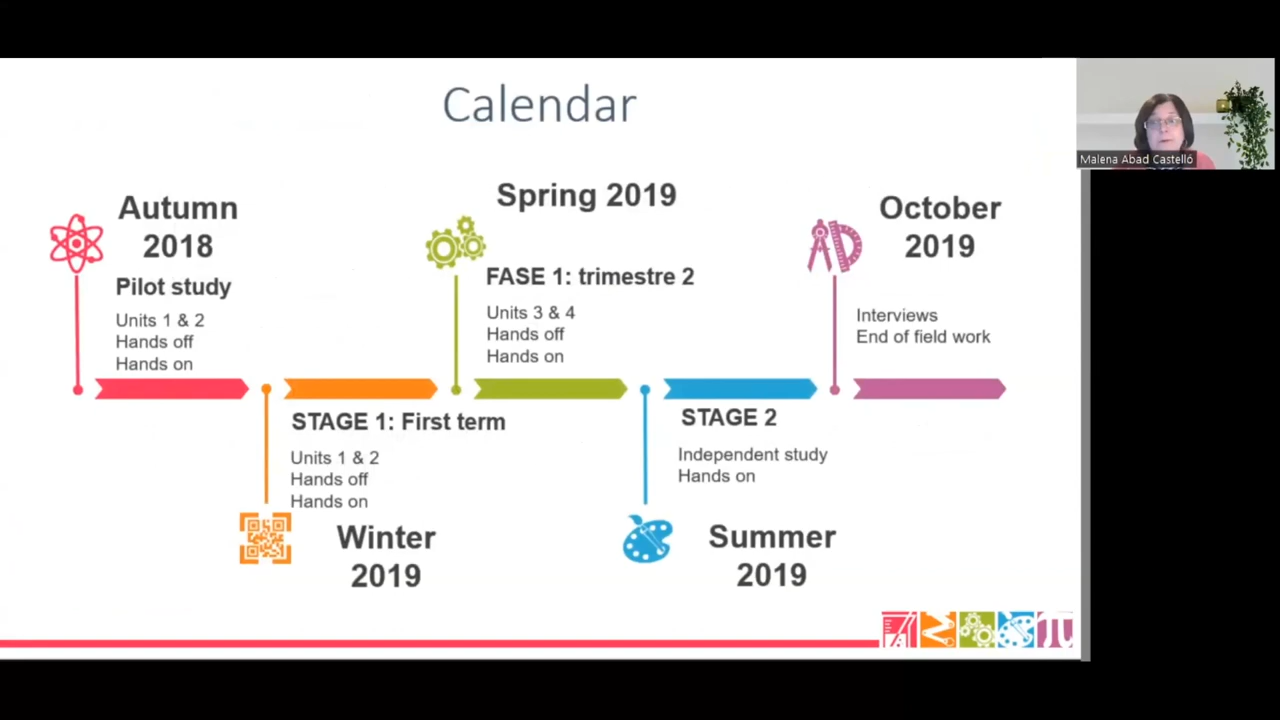 Calendar
Malena Abad Castelló
Autumn
2018
Pilot study
Units 1 & 2
Hands off
Hands on
STAGE 1: First term
Units 1 & 2
Hands off
Hands on
Winter
2019
Spring 2019
FASE 1: trimestre 2
Units 3 & 4
Hands off
Hands on
STAGE 2
Independent study
Hands on
Summer
2019
October
2019
Interviews
End of field work